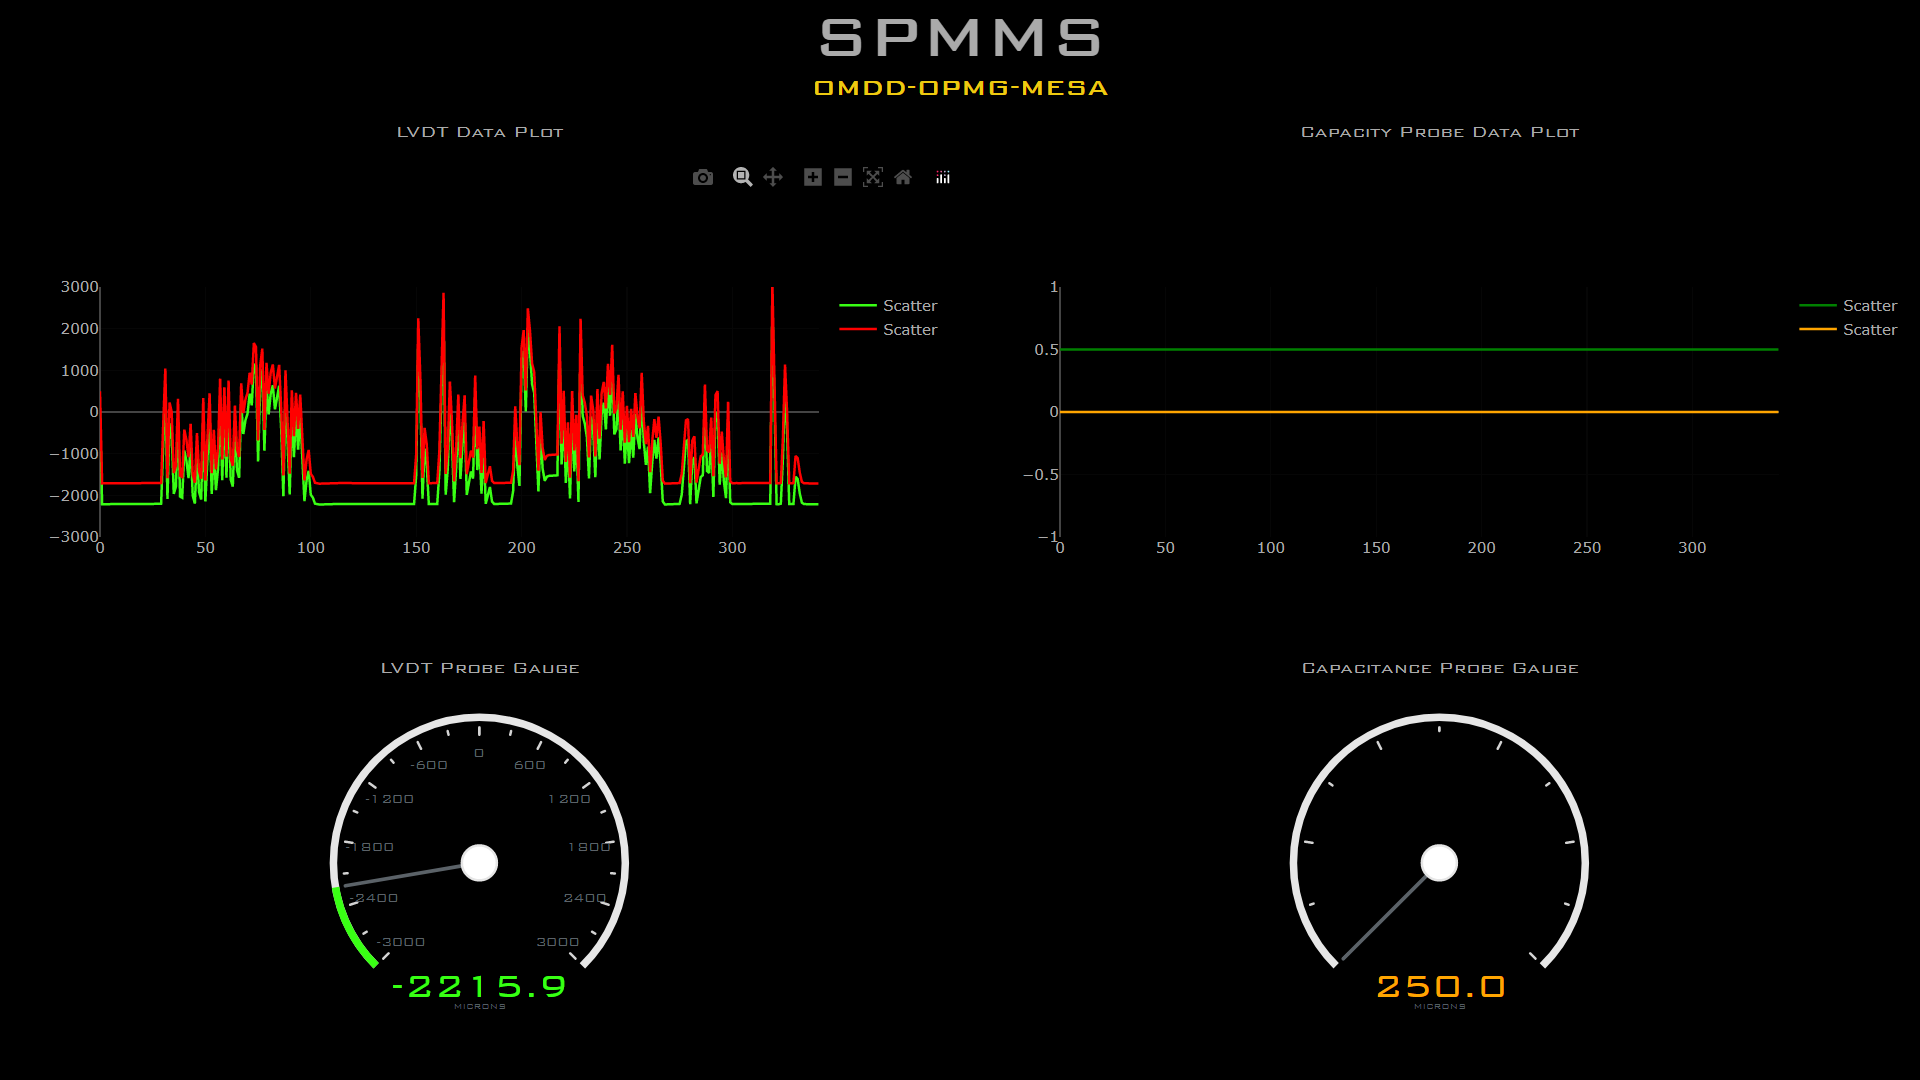 SPMMS
OMDD-OPMG-MESA
LVDT Data Plot
Capacity Probe Data Plot
3000
2000
1000
0
−1000
−2000
−3000
0 50 100 150 200 250 300
Scatter
Scatter
1
0.5
0
−0.5
−1
0 50 100 150 200 250 300
Scatter
Scatter
LVDT Probe Gauge
0
-600 600
-1200 1200
-1800 1800
-2400 2400
-3000 3000
-2215.9
MICRONS
Capacitance Probe Gauge
250.0
MICRONS